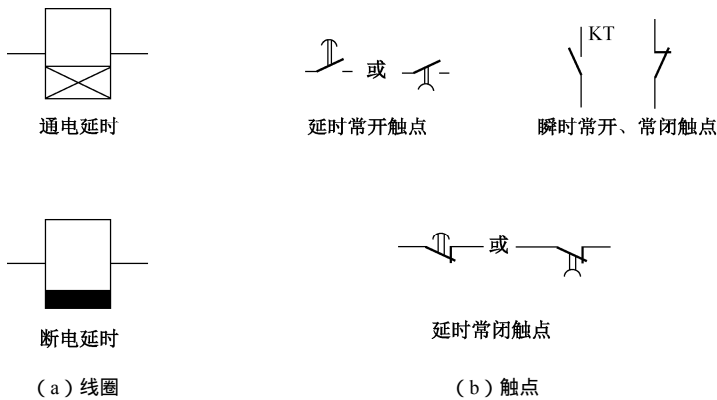 或
KT
通电延时
延时常开触点
瞬时常开、常闭触点
或
断电延时
延时常闭触点
(a)线圈
(b)触点